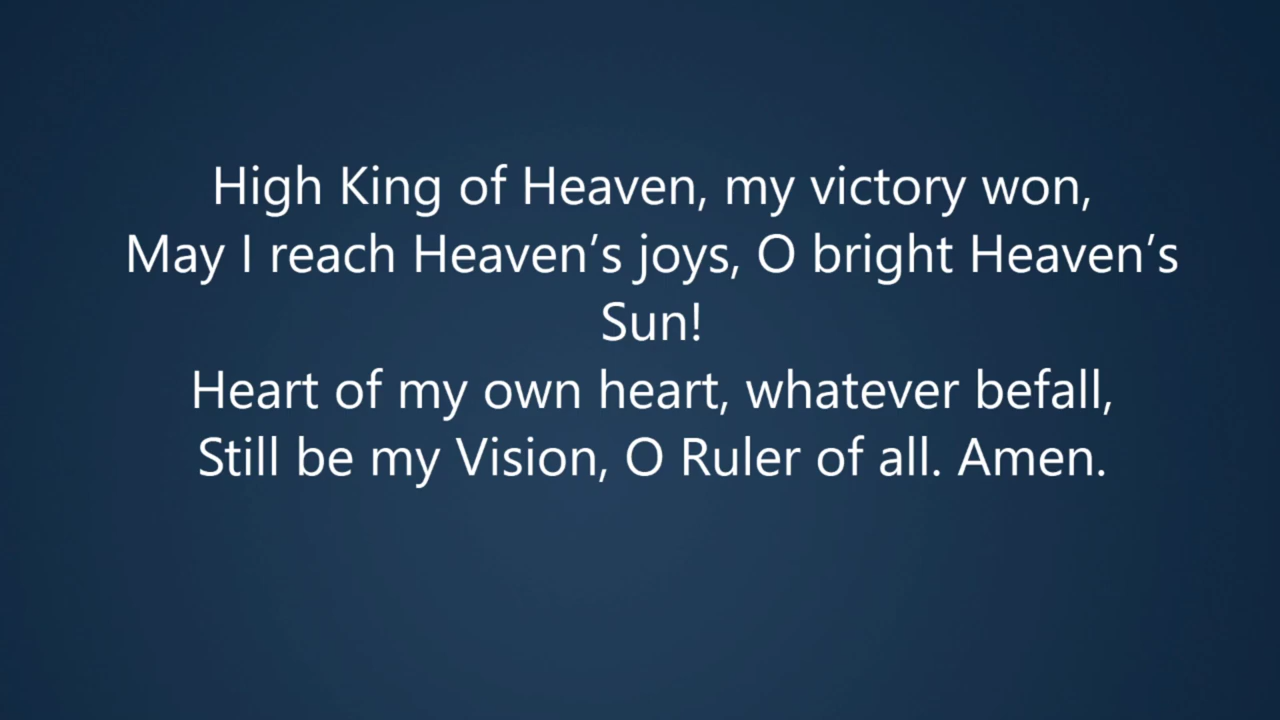 High King of Heaven, my victory won,
May I reach Heaven’s joys, O bright Heaven’s
Sun!
Heart of my own heart, whatever befall,
Still be my Vision, O Ruler of all. Amen.